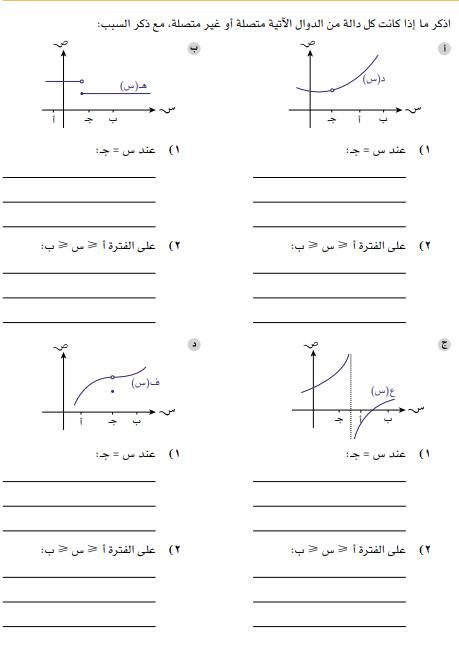 اذكر ما إذا كانت كل دالة من الدوال الآتية متصلة أو غير متصلة، مع ذكر السبب:
أ
ص
د(س)
س
جـ أ ب
١) عند س = جـ:
٢) على الفترة أ ⩽ س ⩽ ب:
ب
ص
هـ(س)
س
أ جـ ب
١) عند س = جـ:
٢) على الفترة أ ⩽ س ⩽ ب:
ج
ص
ع(س)
س
جـ أ ب
١) عند س = جـ:
٢) على الفترة أ ⩽ س ⩽ ب:
د
ص
ف(س)
س
أ جـ ب
١) عند س = جـ:
٢) على الفترة أ ⩽ س ⩽ ب: